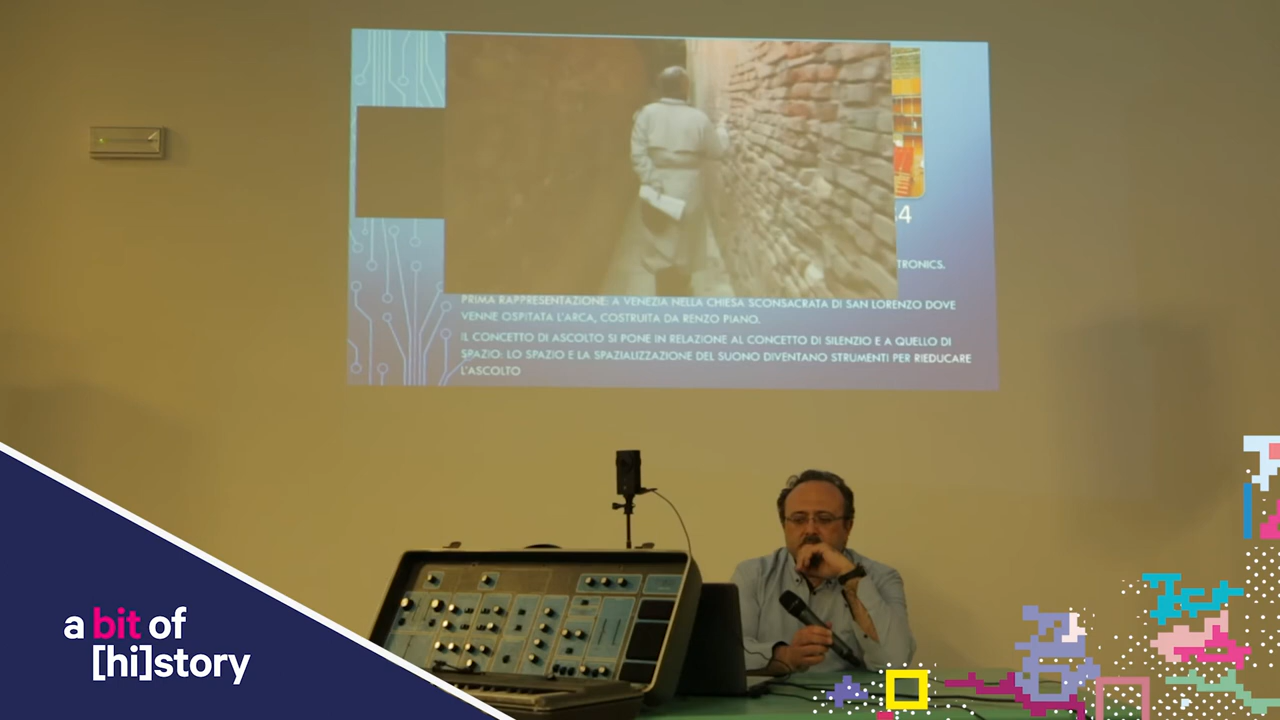 .4
TRONICS.
PRIMA RAPPRESENTAZIONE: A VENEZIA NELLA CHIESA SCONSACRATA DI SAN LORENZO DOVE
VENNE OSPITATA L'ARCA, COSTRUITA DA RENZO PIANO.
IL CONCETTO DI ASCOLTO SI PONE IN RELAZIONE AL CONCETTO DI SILENZIO E A QUELLO DI
SPAZIO: LO SPAZIO E LA SPAZIALIZZAZIONE DEL SUONO DIVENTANO STRUMENTI PER RIEDUCARE
L'ASCOLTO
a bit of
[hi]story